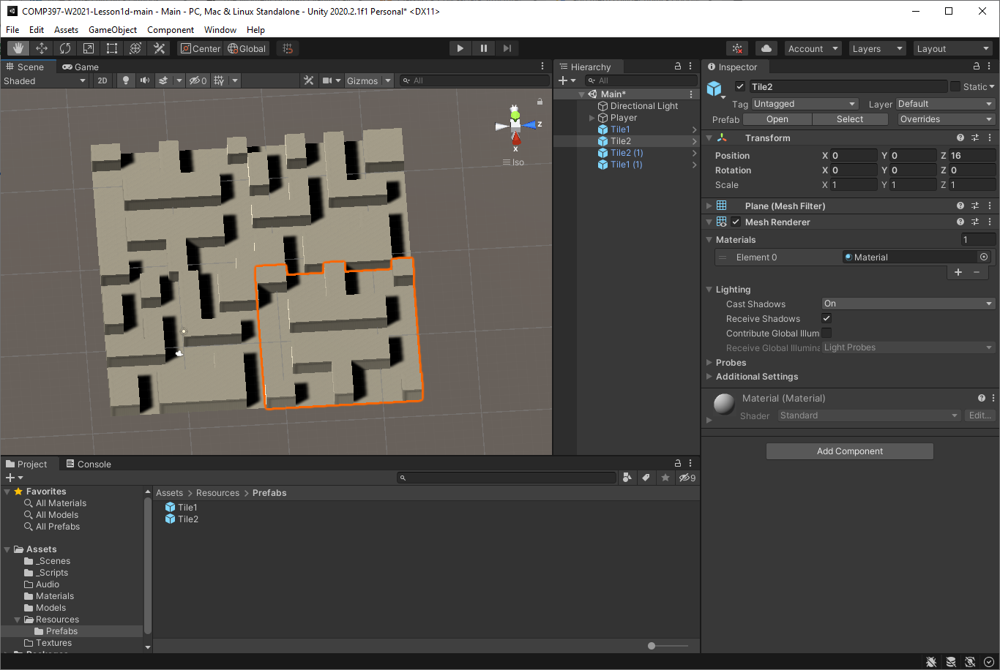 COMP397-W2021-Lesson1d-main - Main - PC, Mac & Linux Standalone - Unity 2020.2.1f1 Personal* <DX11>
File Edit Assets GameObject Component Window Help
Center Global Account Layers Layout
Scene Game
Shaded 2D 0 Gizmos All
y
z
x
Iso
Hierarchy
All
Main*
Directional Light
Player
Tile1
Tile2
Tile2 (1)
Tile1 (1)
Inspector
Tile2 Static
Tag Untagged Layer Default
Prefab Open Select Overrides
Transform
Position X 0 Y 0 Z 16
Rotation X 0 Y 0 Z 0
Scale X 1 Y 1 Z 1
Plane (Mesh Filter)
Mesh Renderer
Materials 1
Element 0 Material
Lighting
Cast Shadows On
Receive Shadows
Contribute Global Illum
Receive Global Illumina Light Probes
Probes
Additional Settings
Material (Material)
Shader Standard Edit...
Add Component
Project Console
9
Favorites
All Materials
All Models
All Prefabs
Assets
_Scenes
_Scripts
Audio
Materials
Models
Resources
Prefabs
Textures
Assets > Resources > Prefabs
Tile1
Tile2